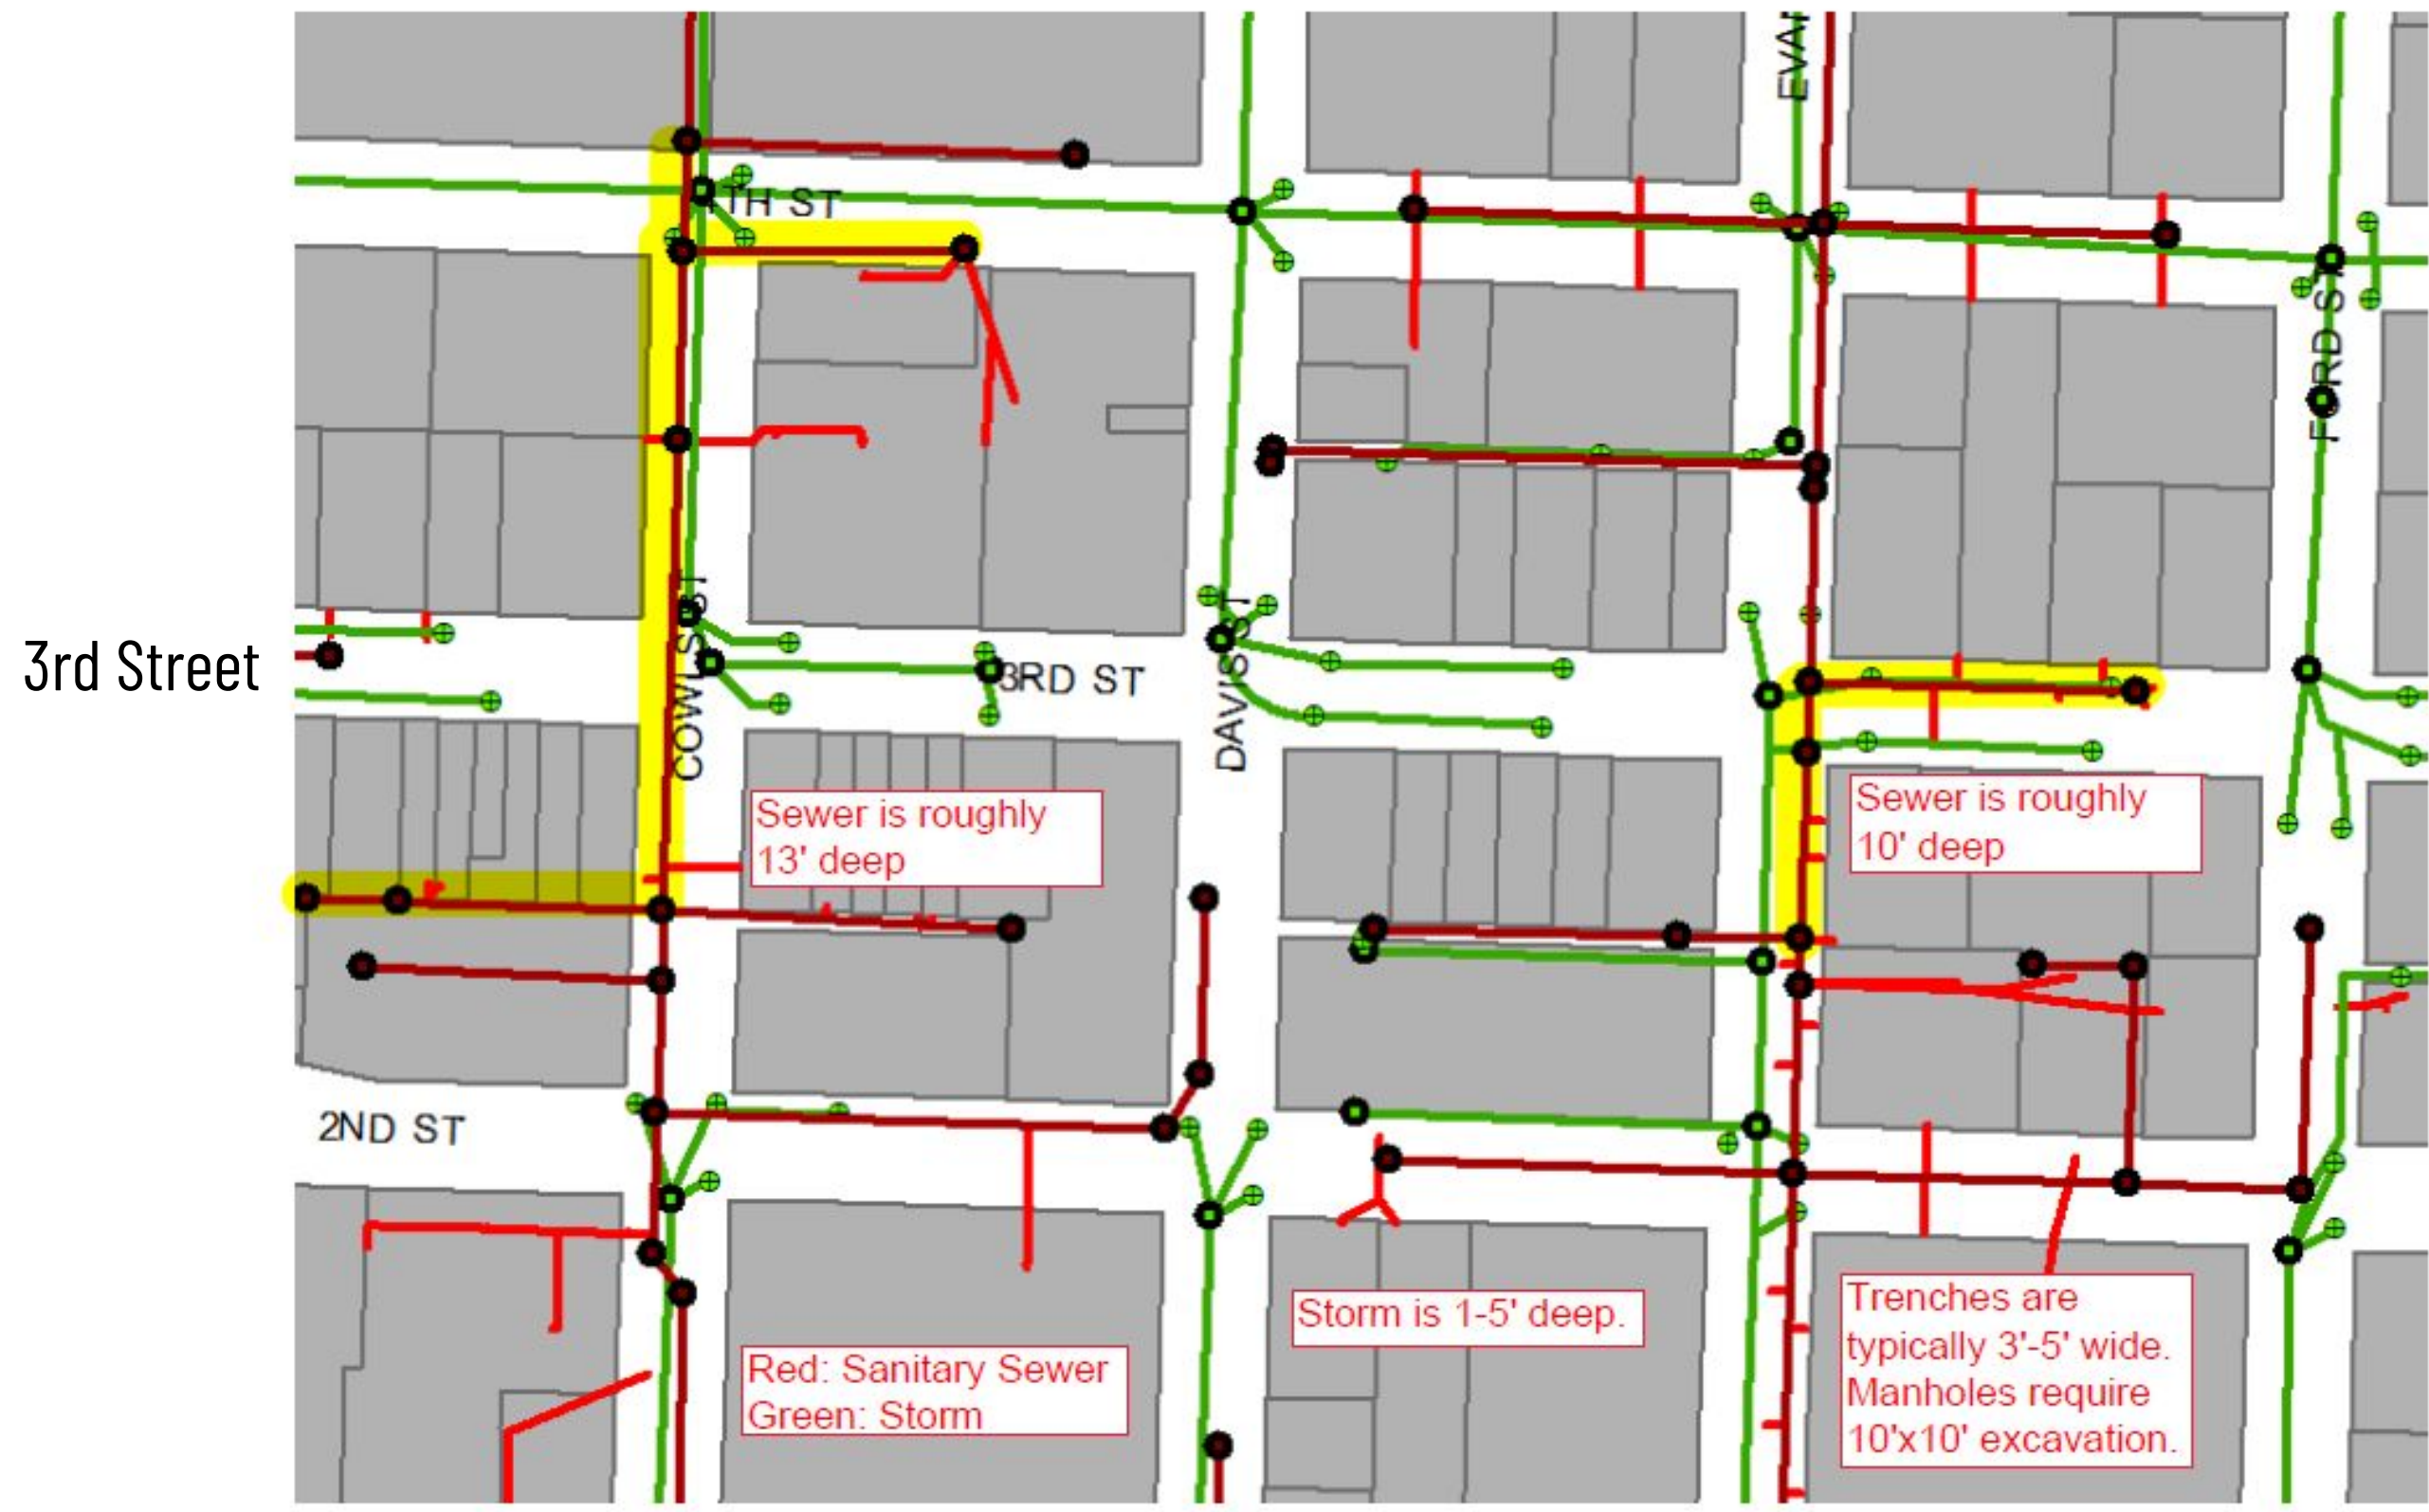 EVAN
4TH ST
FORD ST
3rd Street
COWLS ST
3RD ST
DAVIS ST
Sewer is roughly
13' deep
Sewer is roughly
10' deep
2ND ST
Storm is 1-5' deep.
Trenches are
typically 3'-5' wide.
Manholes require
10'x10' excavation.
Red: Sanitary Sewer
Green: Storm